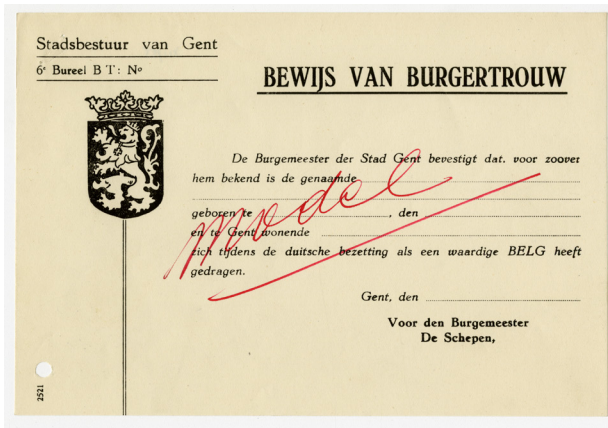 Stadsbestuur van Gent
6e Bureel B T: No
BEWIJS VAN BURGERTROUW
De Burgemeester der Stad Gent bevestigt dat, voor zoover
hem bekend is de genaamde
geboren te , den
en te Gent wonende
zich tijdens de duitsche bezetting als een waardige BELG heeft
gedragen.
model
Gent, den
Voor den Burgemeester
De Schepen,
2521